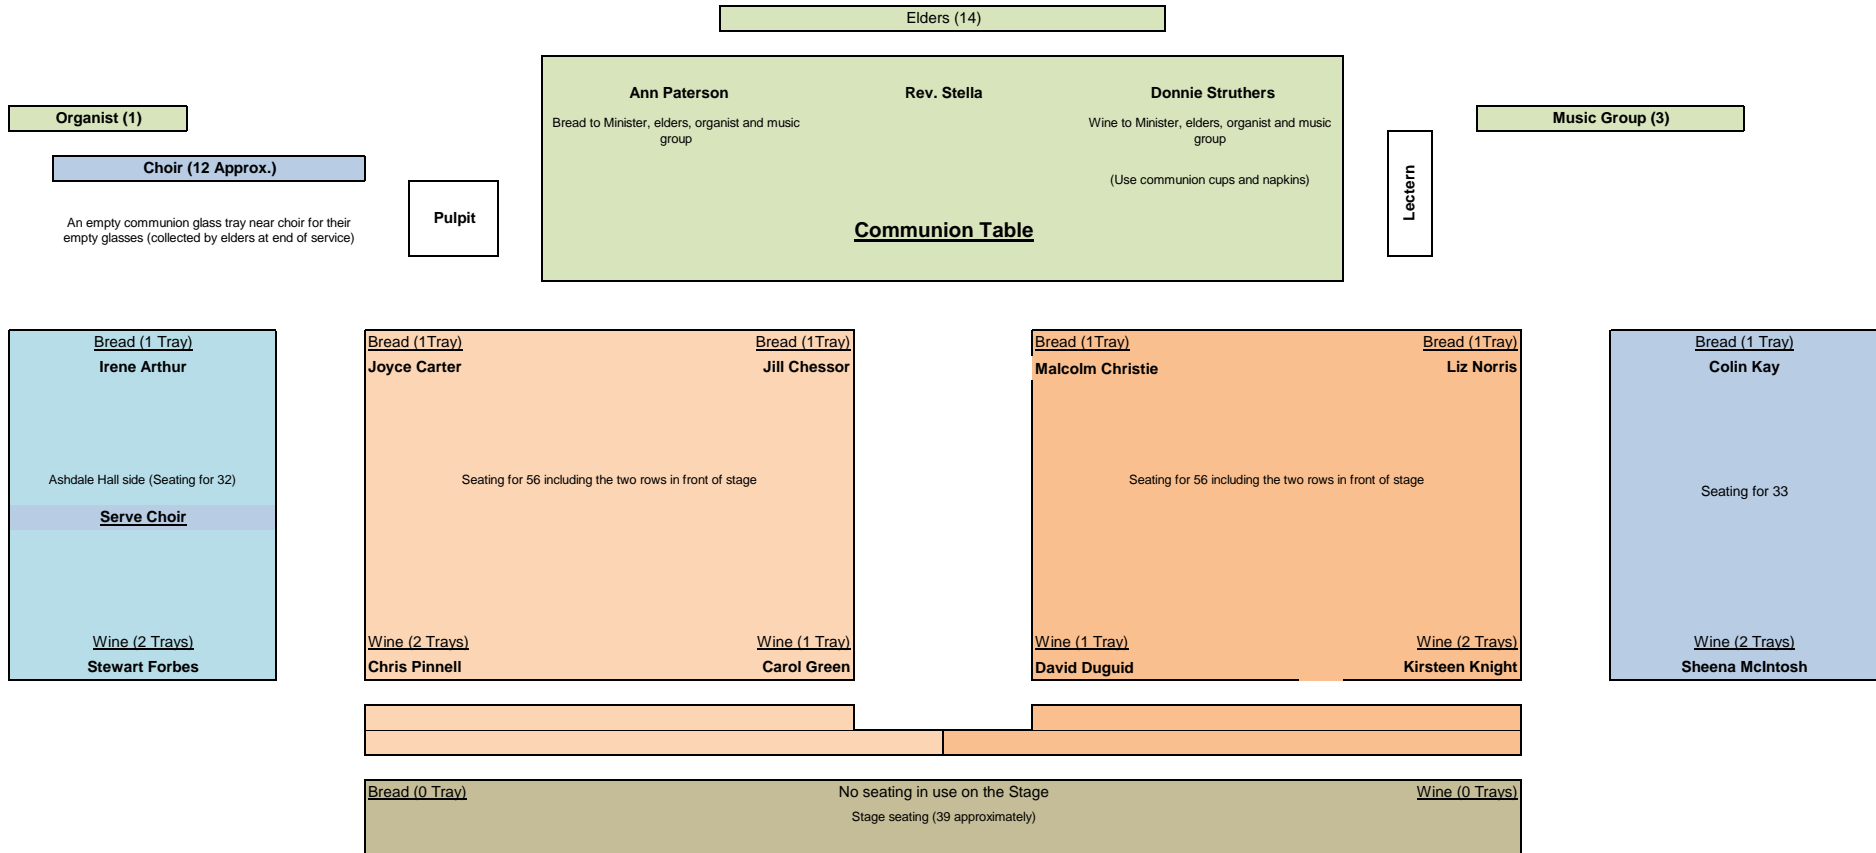 Elders (14)
Ann Paterson
Rev. Stella
Donnie Struthers
Bread to Minister, elders, organist and music
group
Wine to Minister, elders, organist and music
group
(Use communion cups and napkins)
Communion Table
Organist (1)
Choir (12 Approx.)
An empty communion glass tray near choir for their
empty glasses (collected by elders at end of service)
Pulpit
Lectern
Music Group (3)
Bread (1 Tray)
Irene Arthur
Ashdale Hall side (Seating for 32)
Serve Choir
Wine (2 Trays)
Stewart Forbes
Bread (1Tray)
Joyce Carter
Bread (1Tray)
Jill Chessor
Seating for 56 including the two rows in front of stage
Wine (2 Trays)
Chris Pinnell
Wine (1 Tray)
Carol Green
Bread (1Tray)
Malcolm Christie
Bread (1Tray)
Liz Norris
Seating for 56 including the two rows in front of stage
Wine (1 Tray)
David Duguid
Wine (2 Trays)
Kirsteen Knight
Bread (1 Tray)
Colin Kay
Seating for 33
Wine (2 Trays)
Sheena McIntosh
Bread (0 Tray)
No seating in use on the Stage
Wine (0 Trays)
Stage seating (39 approximately)